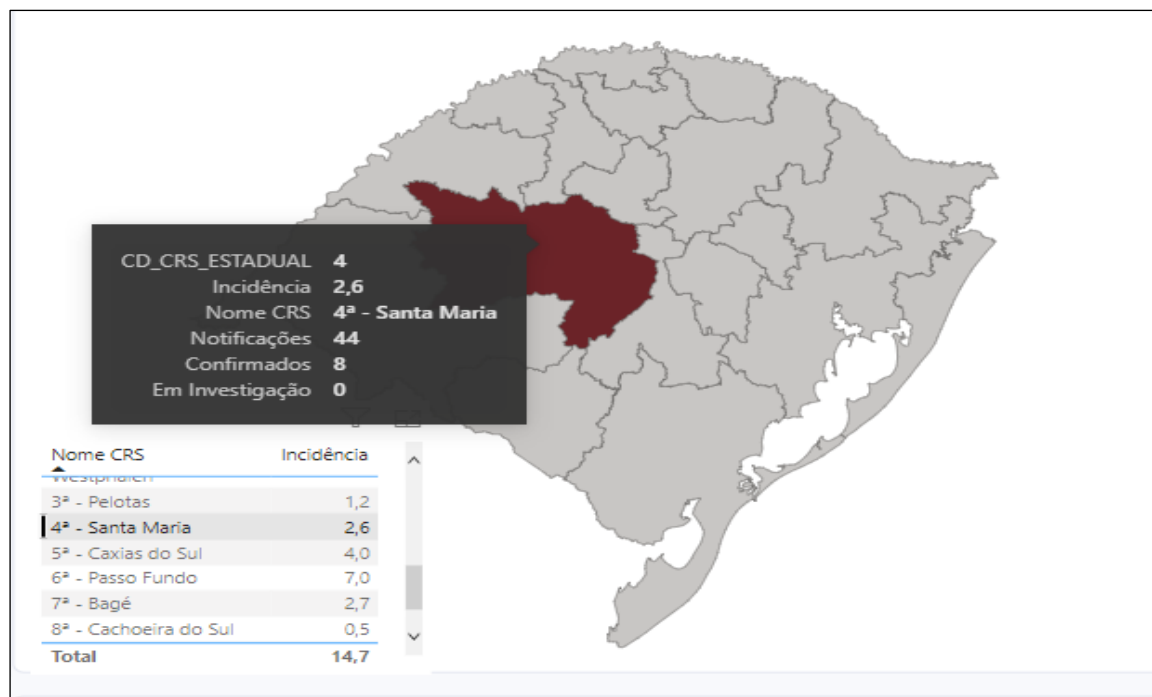 CD_CRS_ESTADUAL 4
Incidência 2,6
Nome CRS 4ª - Santa Maria
Notificações 44
Confirmados 8
Em Investigação 0
Nome CRS Incidência
3ª - Pelotas 1,2
4ª - Santa Maria 2,6
5ª - Caxias do Sul 4,0
6ª - Passo Fundo 7,0
7ª - Bagé 2,7
8ª - Cachoeira do Sul 0,5
Total 14,7